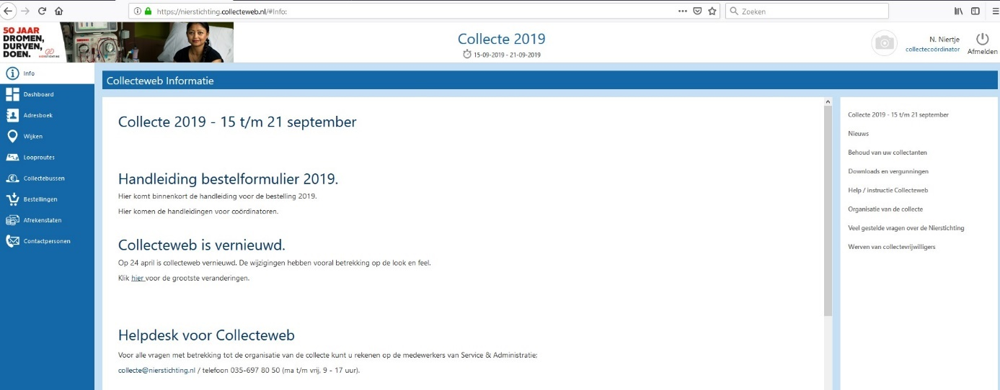 https://nierstichting.collecteweb.nl/#Info:
Zoeken
50 JAAR
DROMEN,
DURVEN,
DOEN.
NIERSTICHTING
Collecte 2019
15-09-2019 - 21-09-2019
N. Niertje
collectecoördinator
Afmelden
Info
Dashboard
Adresboek
Wijken
Looproutes
Collectebussen
Bestellingen
Afrekenstaten
Contactpersonen
Collecteweb Informatie
Collecte 2019 - 15 t/m 21 september
Handleiding bestelformulier 2019.
Hier komt binnenkort de handleiding voor de bestelling 2019.
Hier komen de handleidingen voor coördinatoren.
Collecteweb is vernieuwd.
Op 24 april is collecteweb vernieuwd. De wijzigingen hebben vooral betrekking op de look en feel.
Klik hier voor de grootste veranderingen.
Helpdesk voor Collecteweb
Voor alle vragen met betrekking tot de organisatie van de collecte kunt u rekenen op de medewerkers van Service & Administratie;
collecte@nierstichting.nl / telefoon 035-697 80 50 (ma t/m vrij, 9 - 17 uur).
Collecte 2019 - 15 t/m 21 september
Nieuws
Behoud van uw collectanten
Downloads en vergunningen
Help / instructie Collecteweb
Organisatie van de collecte
Veel gestelde vragen over de Nierstichting
Werven van collectevrijwilligers